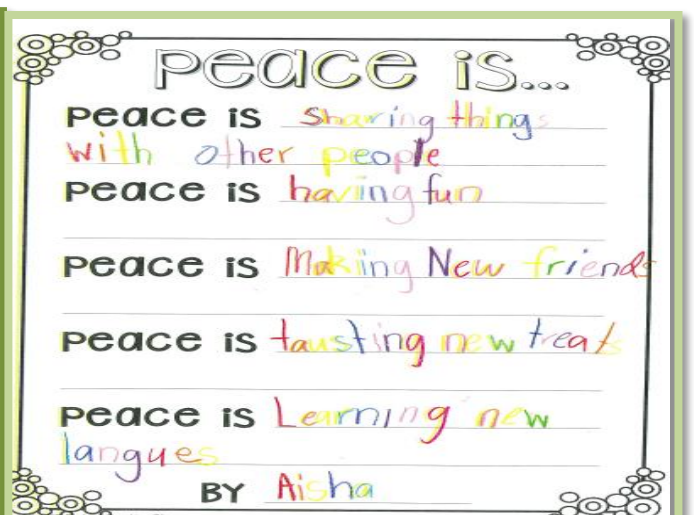 peace is...
peace is Sharing things
with other people
peace is having fun
peace is Making New friends
peace is tausting new treats
peace is Learning new
langues
BY Aisha